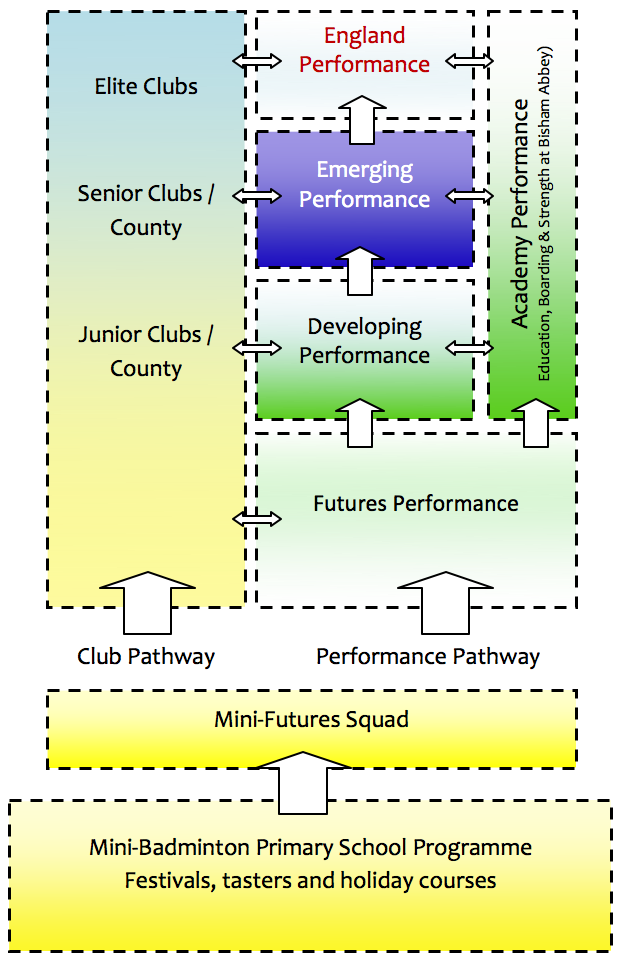 England
Performance
Elite Clubs
Emerging
Performance
Senior Clubs /
County
Academy Performance
Education, Boarding & Strength at Bisham Abbey)
Developing
Performance
Junior Clubs /
County
Futures Performance
Club Pathway
Performance Pathway
Mini-Futures Squad
Mini-Badminton Primary School Programme
Festivals, tasters and holiday courses